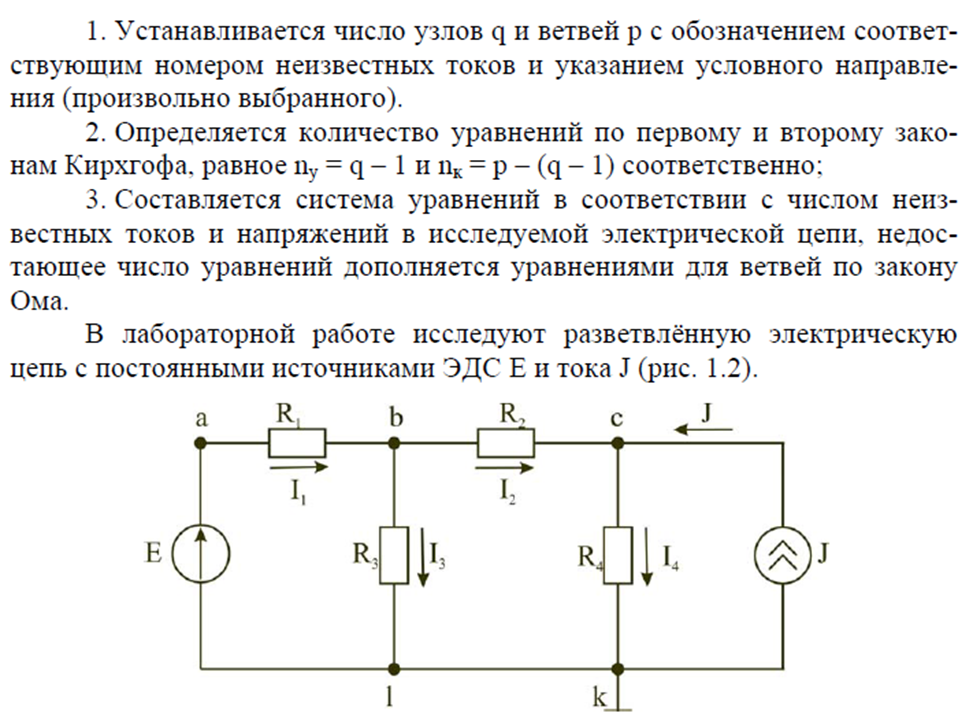 1. Устанавливается число узлов q и ветвей p с обозначением соответ-
ствующим номером неизвестных токов и указанием условного направле-
ния (произвольно выбранного).
2. Определяется количество уравнений по первому и второму зако-
нам Кирхгофа, равное nу = q – 1 и nк = p – (q – 1) соответственно;
3. Составляется система уравнений в соответствии с числом неиз-
вестных токов и напряжений в исследуемой электрической цепи, недос-
тающее число уравнений дополняется уравнениями для ветвей по закону
Ома.
В лабораторной работе исследуют разветвлённую электрическую
цепь с постоянными источниками ЭДС Е и тока J (рис. 1.2).
a R1 b R2 c J
I1 I2
E R3 I3 R4 I4 J
l k